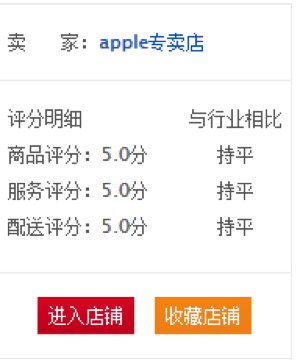 卖 家：apple专卖店
评分明细 与行业相比
商品评分：5.0分 持平
服务评分：5.0分 持平
配送评分：5.0分 持平
进入店铺 收藏店铺